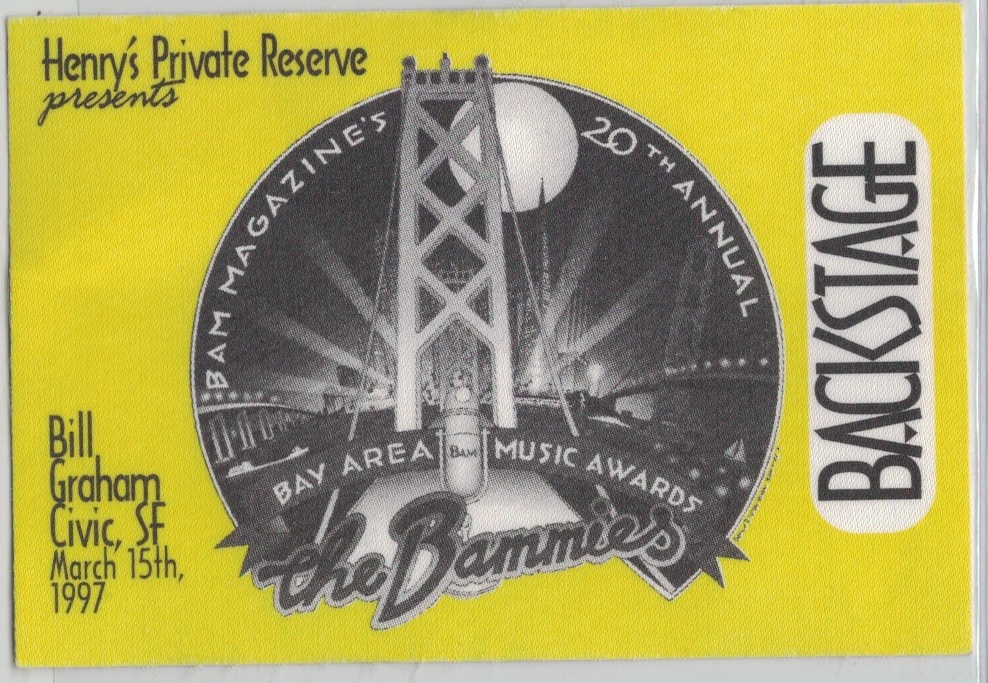 Henry's Private Reserve
presents
BAM MAGAZINE'S
20TH ANNUAL
BAM
BAY AREA MUSIC AWARDS
the Bammies
Bill
Graham
Civic, SF
March 15th,
1997
BACKSTAGE